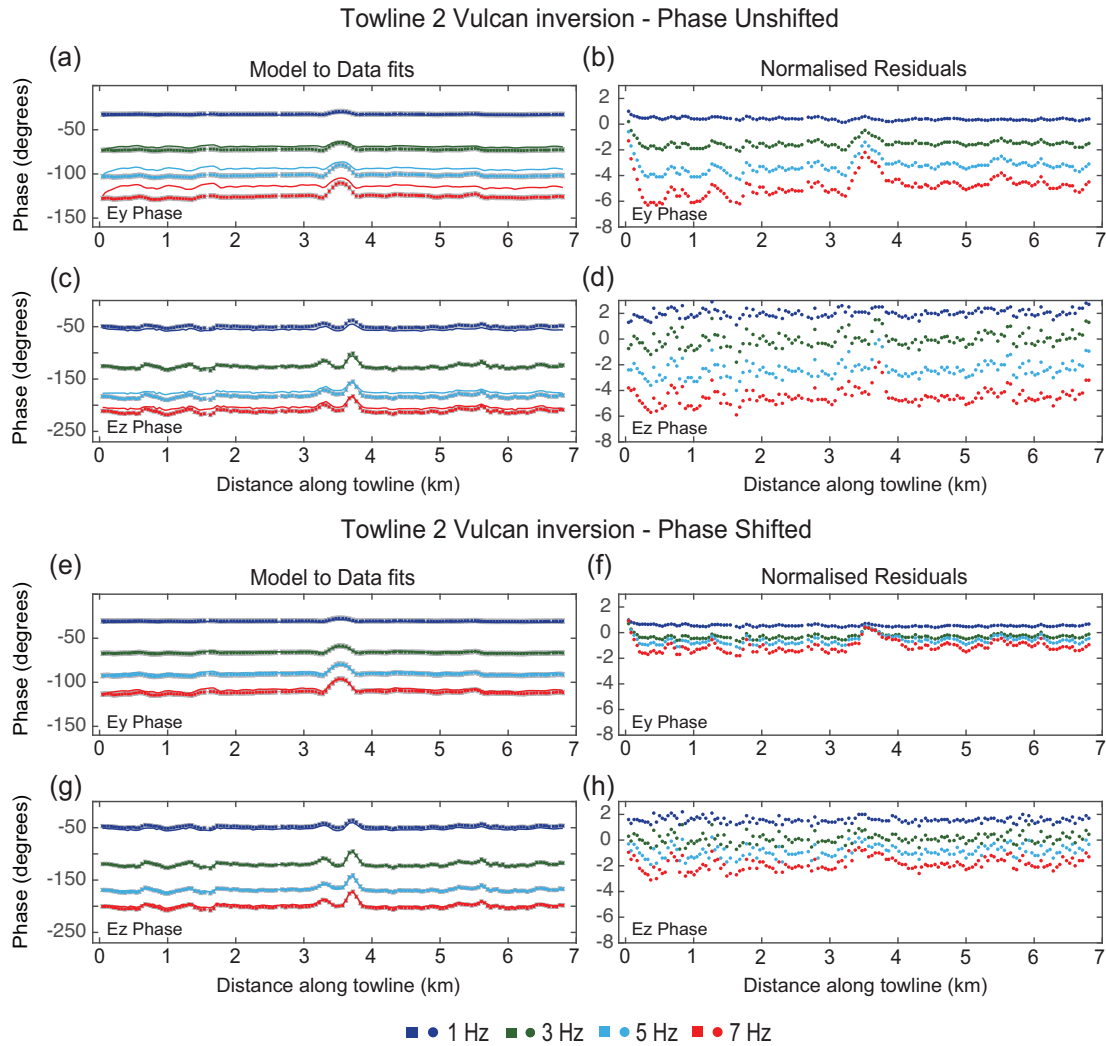 Towline 2 Vulcan inversion - Phase Unshifted
(a) (b)
Model to Data fits Normalised Residuals
Phase (degrees)
-50
-100
-150
2
0
-2
-4
-6
-8
Ey Phase Ey Phase
0 1 2 3 4 5 6 7 0 1 2 3 4 5 6 7
(c) (d)
Phase (degrees)
-50
-150
-250
2
0
-2
-4
-6
-8
Ez Phase Ez Phase
0 1 2 3 4 5 6 7 0 1 2 3 4 5 6 7
Distance along towline (km) Distance along towline (km)
Towline 2 Vulcan inversion - Phase Shifted
(e) (f)
Model to Data fits Normalised Residuals
Phase (degrees)
-50
-100
-150
2
0
-2
-4
-6
-8
Ey Phase Ey Phase
0 1 2 3 4 5 6 7 0 1 2 3 4 5 6 7
(g) (h)
Phase (degrees)
-50
-150
-250
2
0
-2
-4
-6
-8
Ez Phase Ez Phase
0 1 2 3 4 5 6 7 0 1 2 3 4 5 6 7
Distance along towline (km) Distance along towline (km)
1 Hz 3 Hz 5 Hz 7 Hz